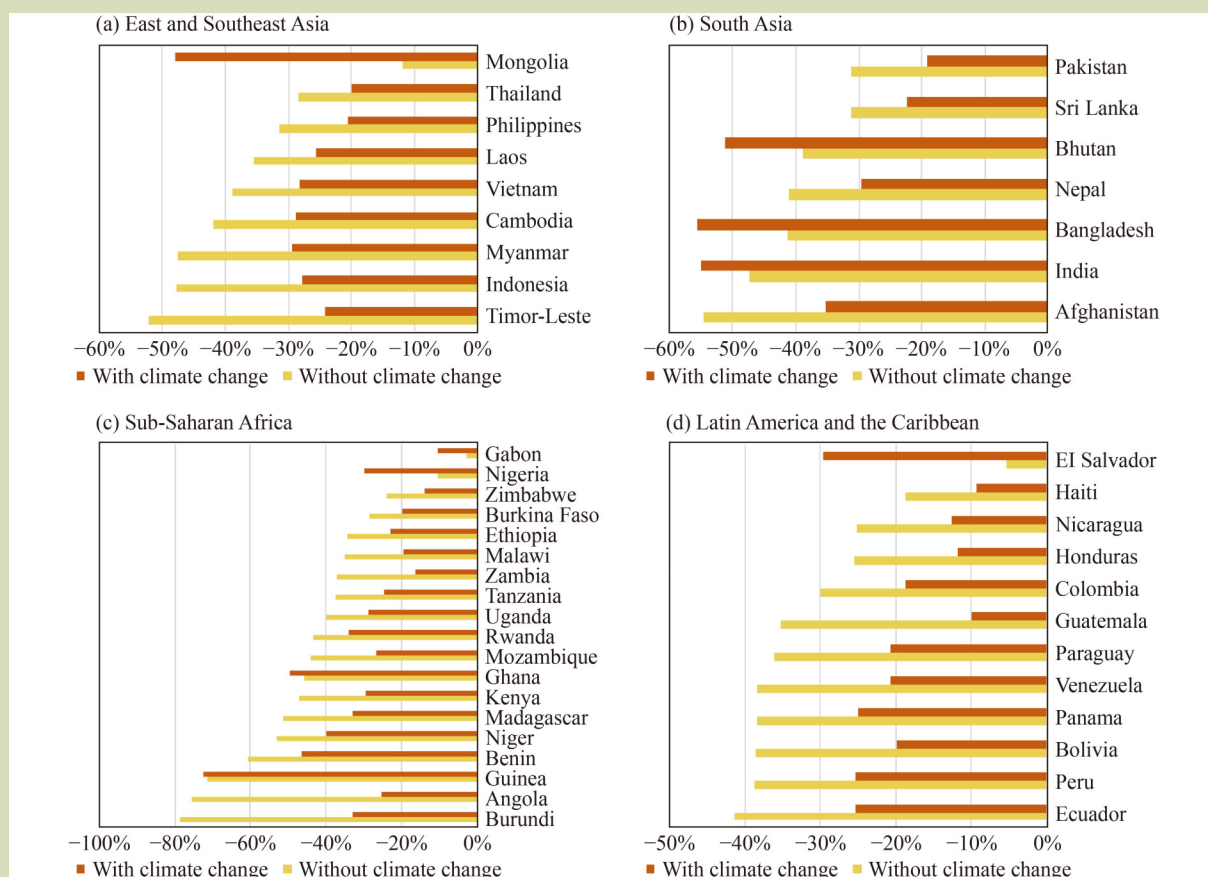 (a) East and Southeast Asia
Mongolia
Thailand
Philippines
Laos
Vietnam
Cambodia
Myanmar
Indonesia
Timor-Leste
−60% −50% −40% −30% −20% −10% 0%
With climate change Without climate change
(b) South Asia
Pakistan
Sri Lanka
Bhutan
Nepal
Bangladesh
India
Afghanistan
−60% −50% −40% −30% −20% −10% 0%
With climate change Without climate change
(c) Sub-Saharan Africa
Gabon
Nigeria
Zimbabwe
Burkina Faso
Ethiopia
Malawi
Zambia
Tanzania
Uganda
Rwanda
Mozambique
Ghana
Kenya
Madagascar
Niger
Benin
Guinea
Angola
Burundi
−100% −80% −60% −40% −20% 0%
With climate change Without climate change
(d) Latin America and the Caribbean
EI Salvador
Haiti
Nicaragua
Honduras
Colombia
Guatemala
Paraguay
Venezuela
Panama
Bolivia
Peru
Ecuador
−50% −40% −30% −20% −10% 0%
With climate change Without climate change